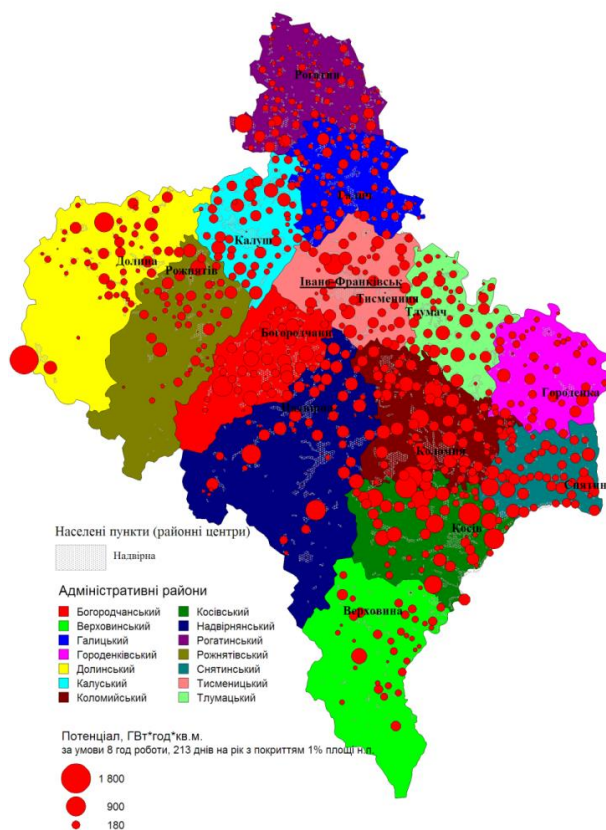 Рогатин
Галич
Калуш
Долина
Рожнятів
Івано-Франківськ
Тисмениця
Тлумач
Богородчани
Городенка
Надвірна
Коломия
Снятин
Косів
Верховина
Населені пункти (районні центри)
Надвірна
Адміністративні райони
Богородчанський
Верховинський
Галицький
Городенківський
Долинський
Калуський
Коломийський
Косівський
Надвірнянський
Рогатинський
Рожнятівський
Снятинський
Тисменицький
Тлумацький
Потенціал, ГВт*год*кв.м.
за умови 8 год роботи, 213 днів на рік з покриттям 1% площі н.п.
1 800
900
180